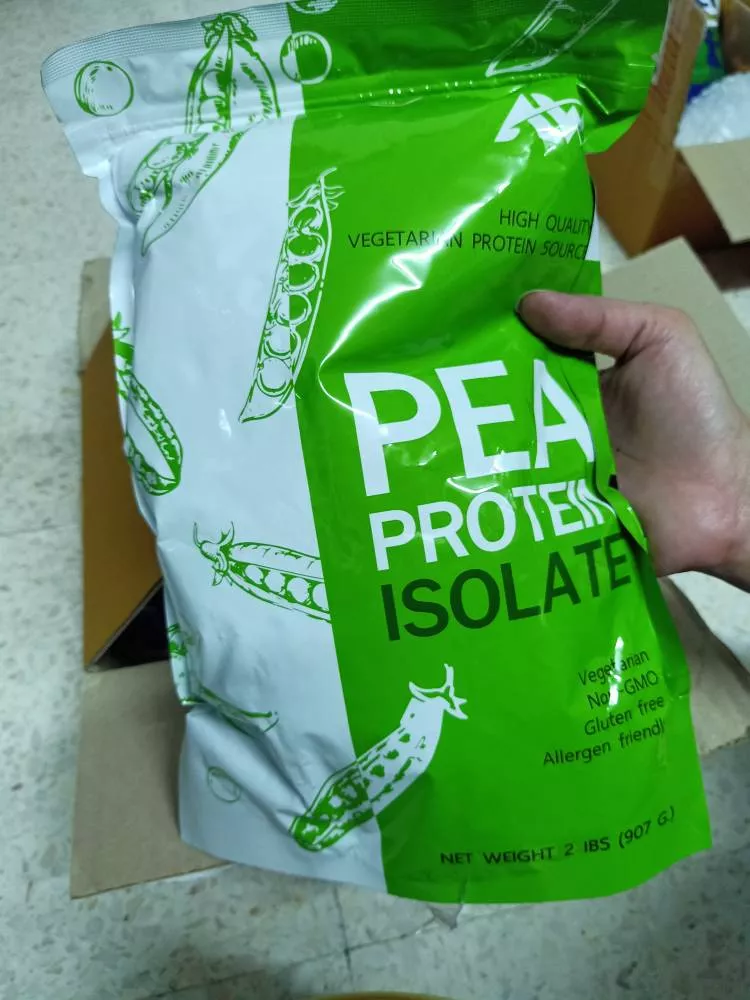 HIGH QUALITY
VEGETARIAN PROTEIN SOURCE
PEA
PROTEIN
ISOLATE
Vegetarian
Non-GMO
Gluten free
Allergen friendly
NET WEIGHT 2 IBS (907 G.)